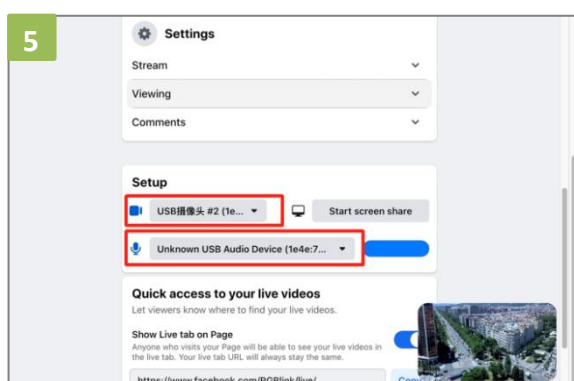 5
Settings
Stream
Viewing
Comments
Setup
USB摄像头 #2 (1e...
Start screen share
Unknown USB Audio Device (1e4e:7...
Quick access to your live videos
Let viewers know where to find your live videos.
Show Live tab on Page
Anyone who visits your Page will be able to see your live videos in
the live tab. Your live tab URL will always stay the same.
https://www.facebook.com/RGBlink/live/
Copy